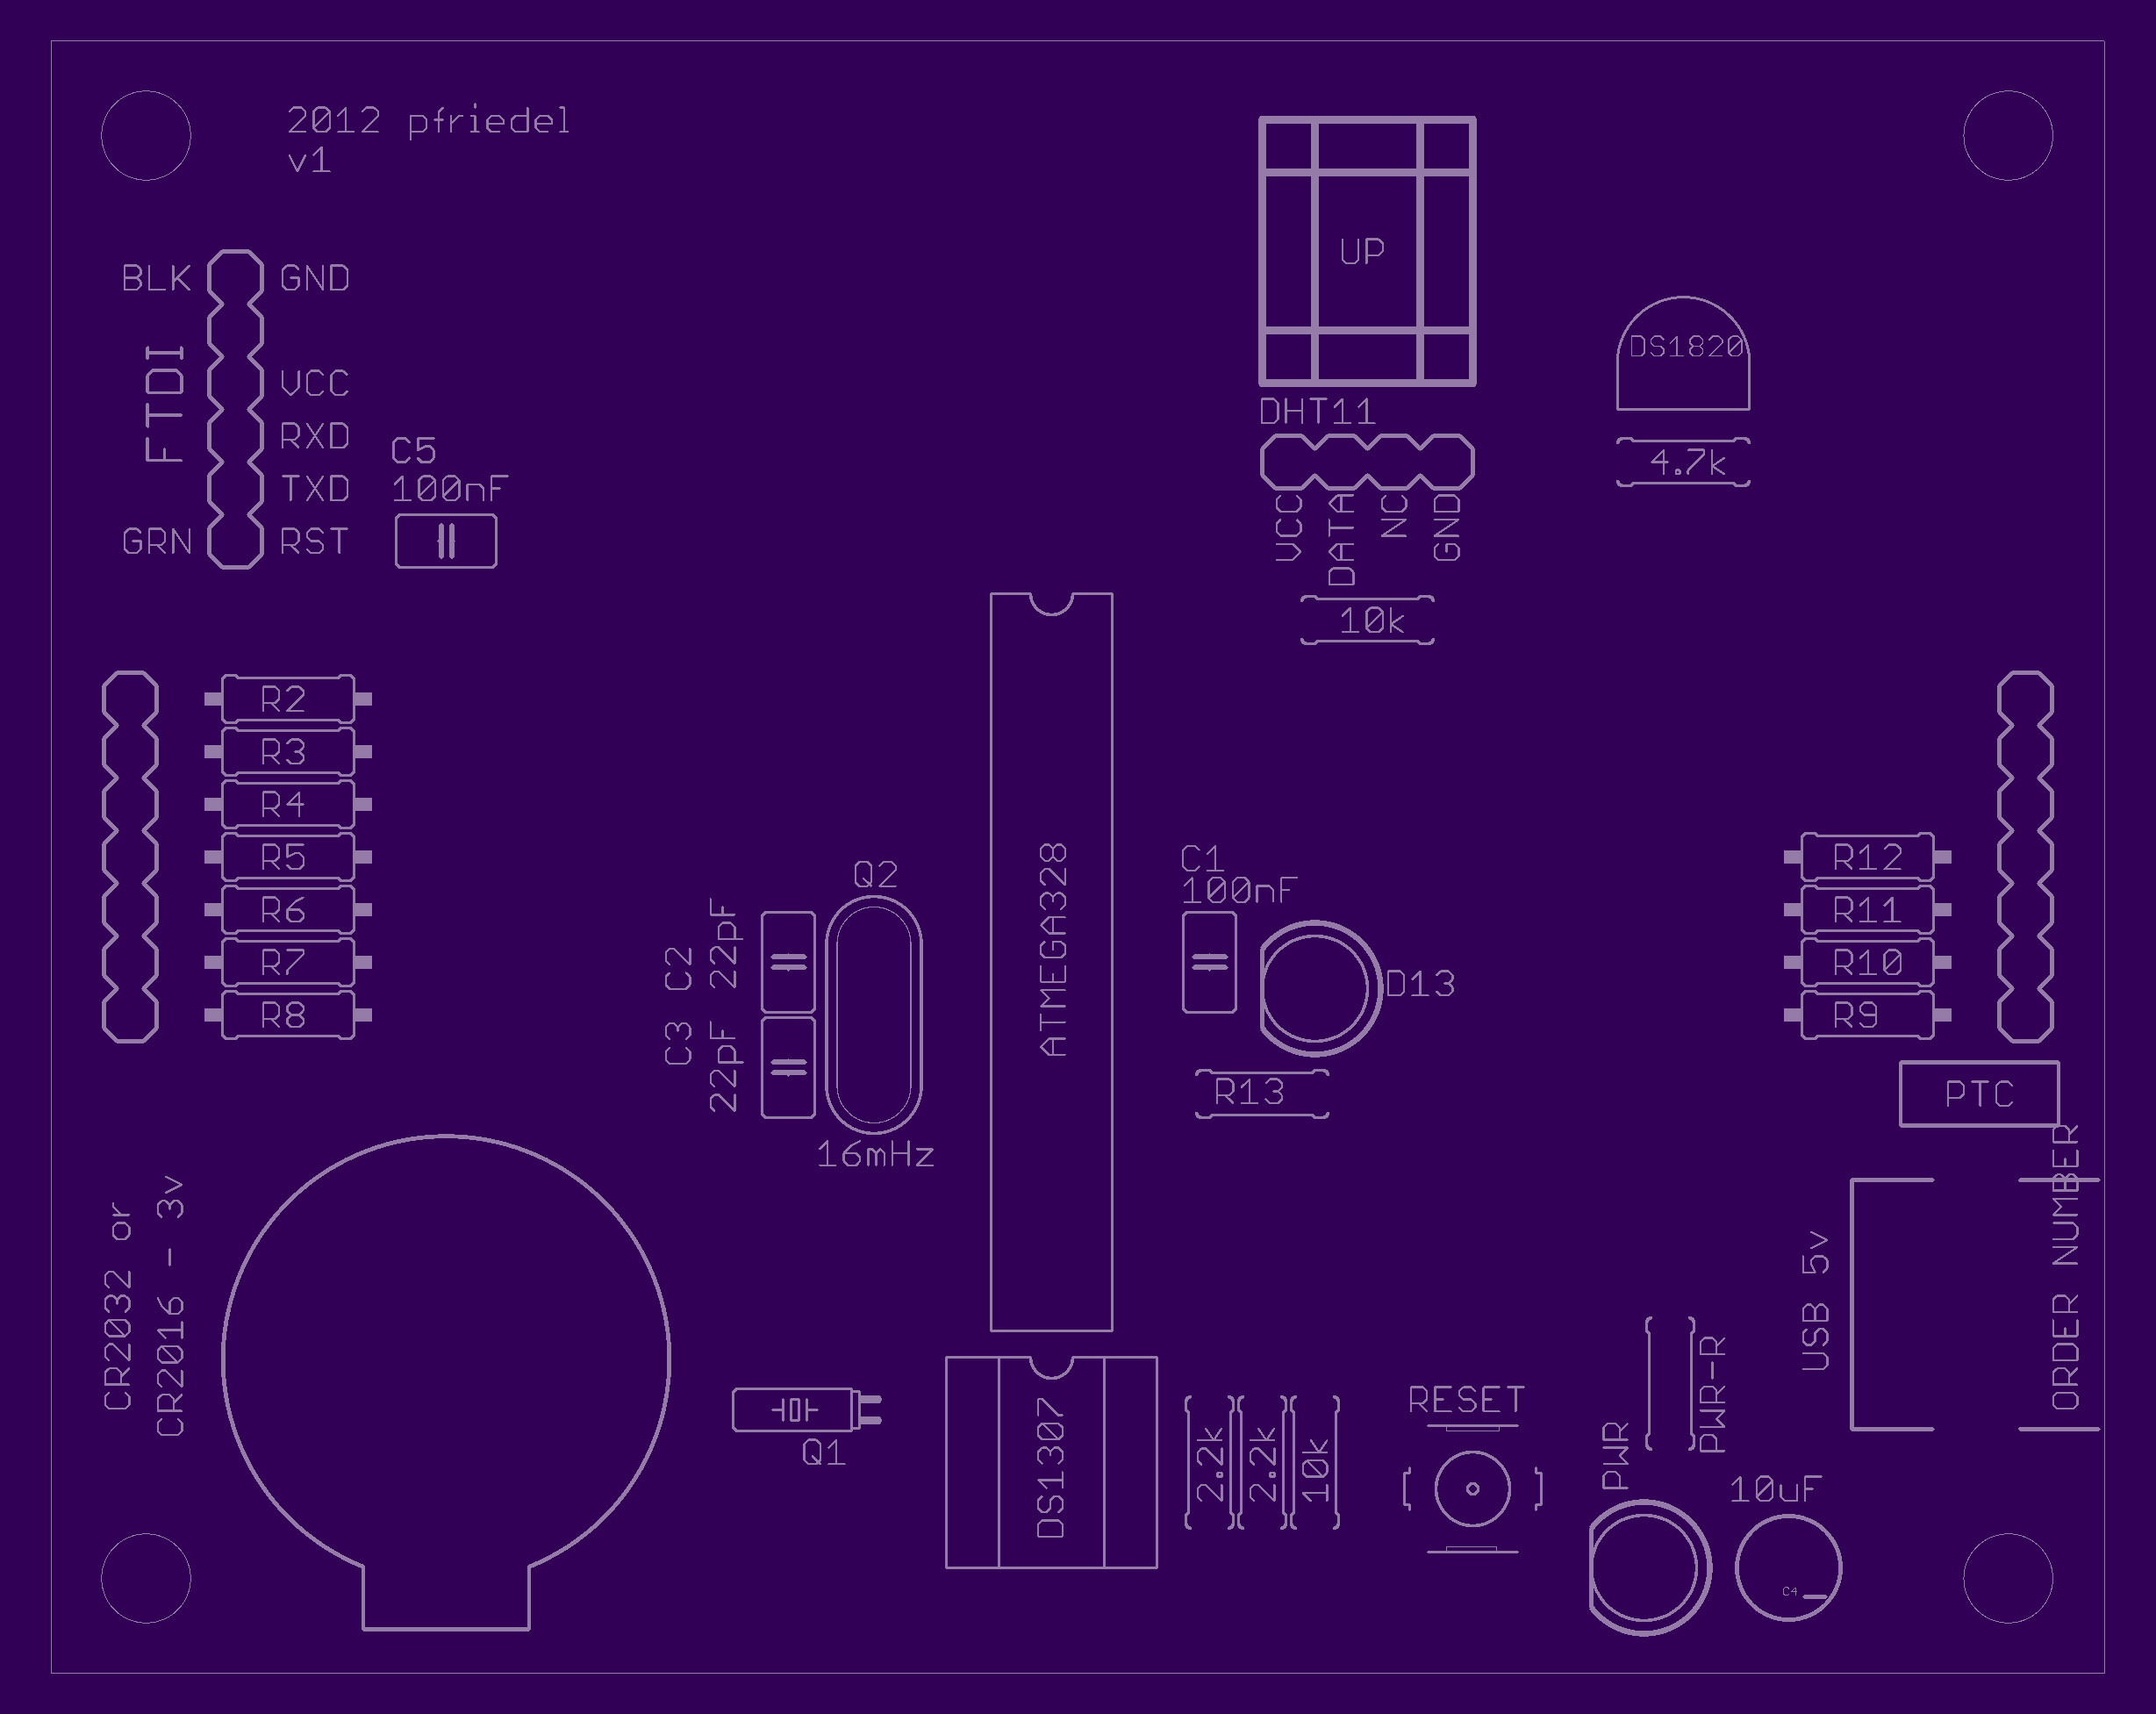 2012 pfriedel
v1
BLK
GND
FTDI
VCC
RXD
TXD
GRN
RST
C5
100nF
UP
DHT11
VCC
DATA
NC
GND
10k
DS1820
4.7k
R2
R3
R4
R5
R6
R7
R8
Q2
C2
22pF
C3
22pF
16mHz
ATMEGA328
C1
100nF
D13
R13
R12
R11
R10
R9
PTC
CR2032 or
CR2016 - 3v
Q1
DS1307
2.2k
2.2k
10k
RESET
PWR
PWR-R
USB 5v
ORDER NUMBER
10uF
C4